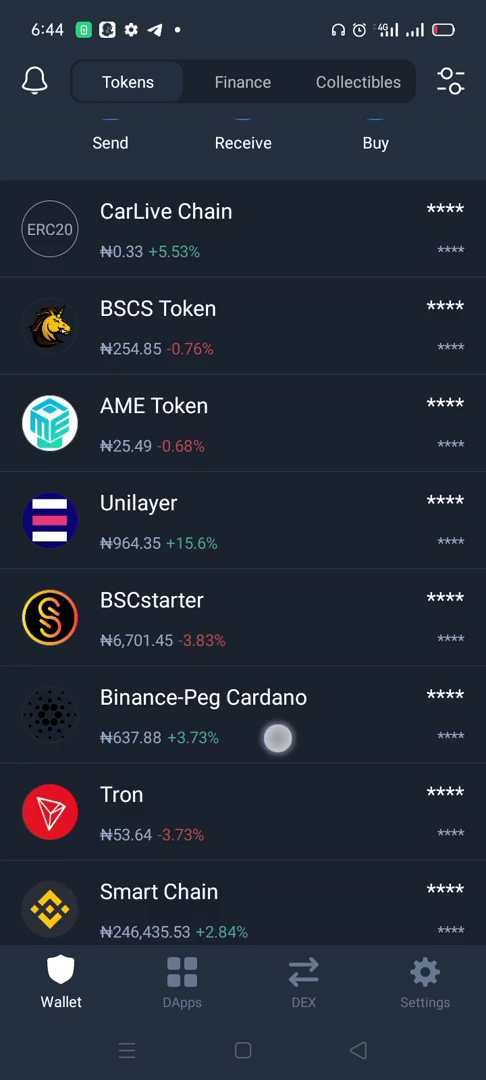 6:44
4G
Tokens
Finance
Collectibles
Send
Receive
Buy
CarLive Chain
****
ERC20
₦0.33 +5.53%
****
BSCS Token
****
₦254.85 -0.76%
****
AME Token
****
AME
₦25.49 -0.68%
****
Unilayer
****
₦964.35 +15.6%
****
BSCstarter
****
₦6,701.45 -3.83%
****
Binance-Peg Cardano
****
₦637.88 +3.73%
****
Tron
****
₦53.64 -3.73%
****
Smart Chain
****
₦246,435.53 +2.84%
****
Wallet
DApps
DEX
Settings